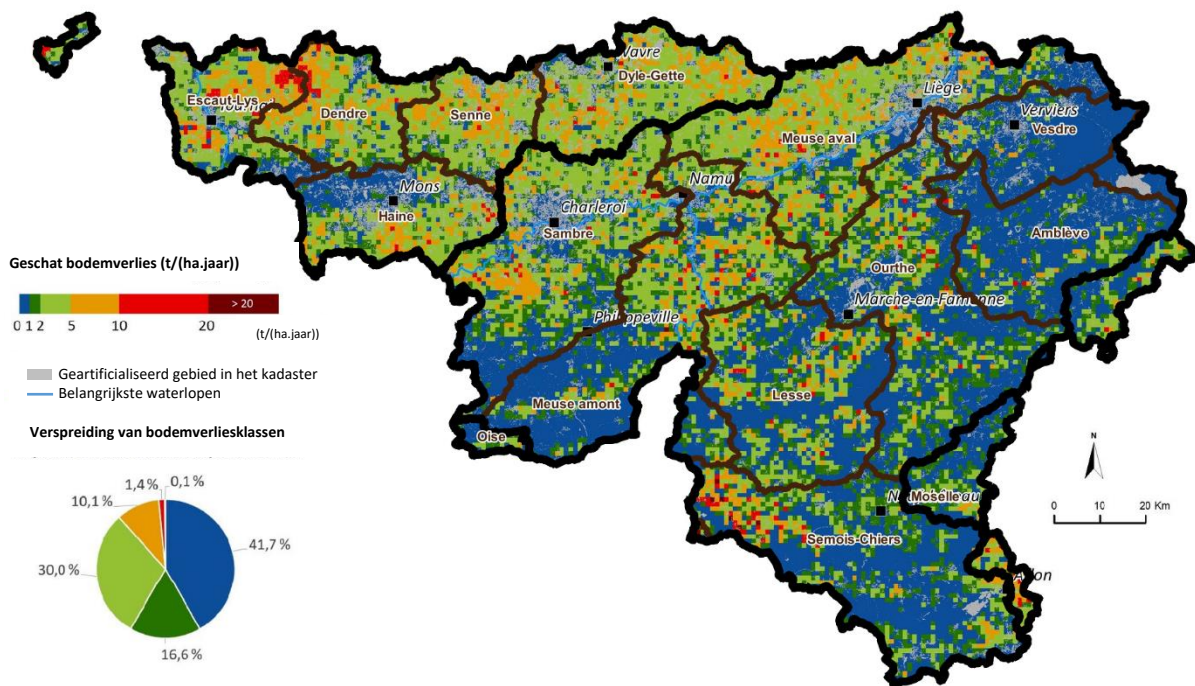 Wavre
Dyle-Gette
Escaut-Lys
Dendre
Senne
Liège
Verviers
Vesdre
Meuse aval
Mons
Haine
Namu
Charleroi
Sambre
Amblève
Ourthe
Marche-en-Famenne
Philippeville
Lesse
Meuse amont
Oise
Moselle
Semois-Chiers
Arlon
Geschat bodemverlies (t/(ha.jaar))
> 20
0 1 2 5 10 20
(t/(ha.jaar))
Geartificialiseerd gebied in het kadaster
Belangrijkste waterlopen
Verspreiding van bodemverliesklassen
0,1 %
1,4 %
10,1 %
41,7 %
30,0 %
16,6 %
N
0 10 20 Km